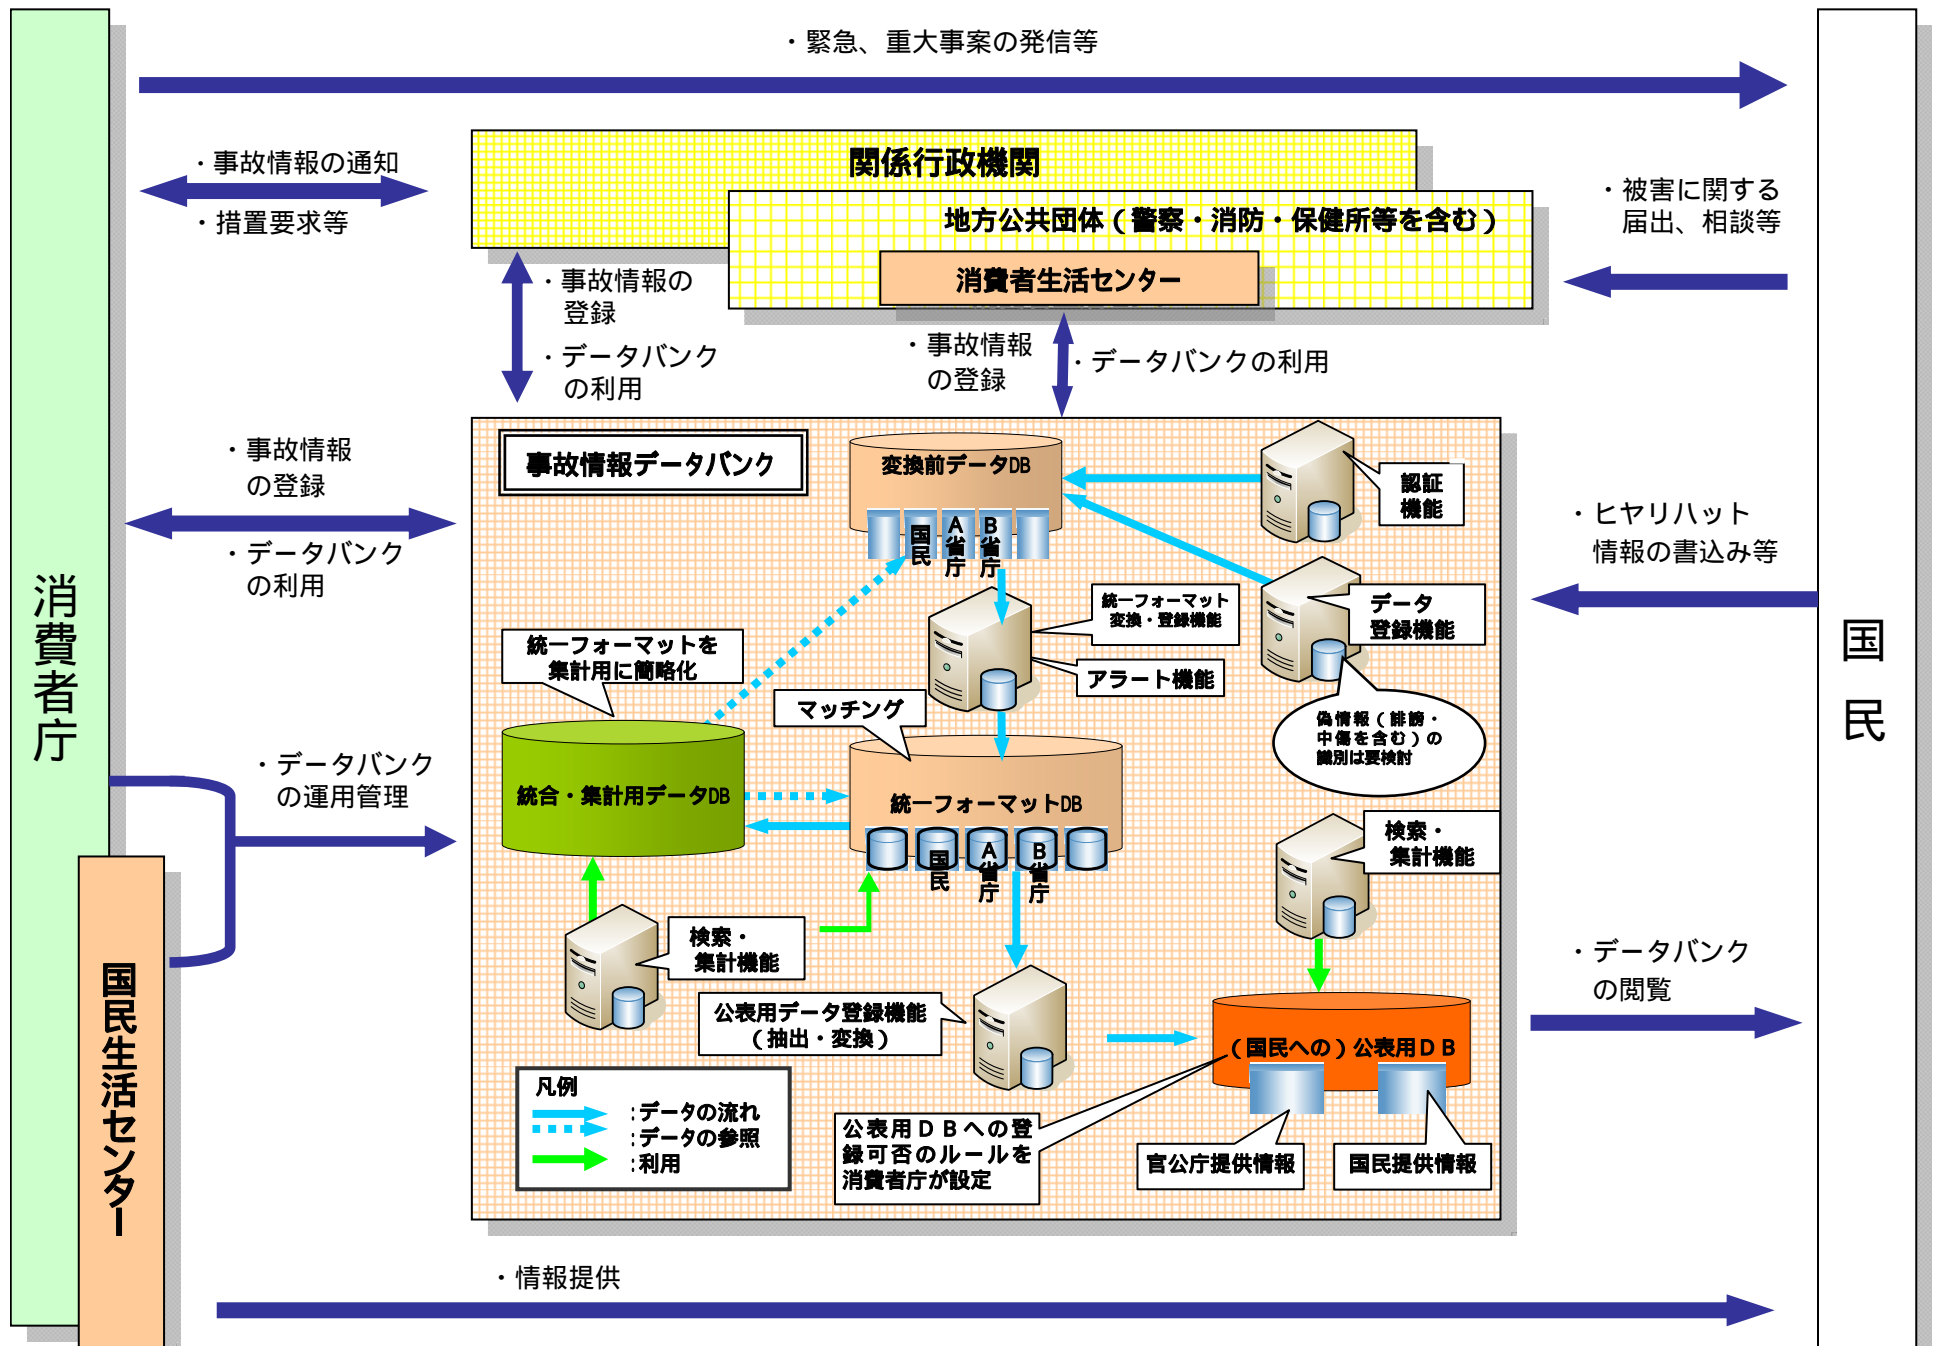 ・緊急、重大事案の発信等
消費者庁
国民生活センター
国民
・事故情報の通知
・措置要求等
関係行政機関
地方公共団体（警察・消防・保健所等を含む）
消費者生活センター
・被害に関する
届出、相談等
・事故情報の
登録
・データバンク
の利用
・事故情報
の登録
・データバンクの利用
・事故情報
の登録
・データバンク
の利用
事故情報データバンク
変換前データDB
国民
A省庁
B省庁
認証
機能
・ヒヤリハット
情報の書込み等
統一フォーマット
変換・登録機能
データ
登録機能
アラート機能
統一フォーマットを
集計用に簡略化
マッチング
偽情報（誹謗・
中傷を含む）の
識別は要検討
・データバンク
の運用管理
統合・集計用データDB
統一フォーマットDB
国民
A省庁
B省庁
検索・
集計機能
検索・
集計機能
・データバンク
の閲覧
公表用データ登録機能
（抽出・変換）
（国民への）公表用DB
凡例
:データの流れ
:データの参照
:利用
公表用DBへの登
録可否のルールを
消費者庁が設定
官公庁提供情報
国民提供情報
・情報提供